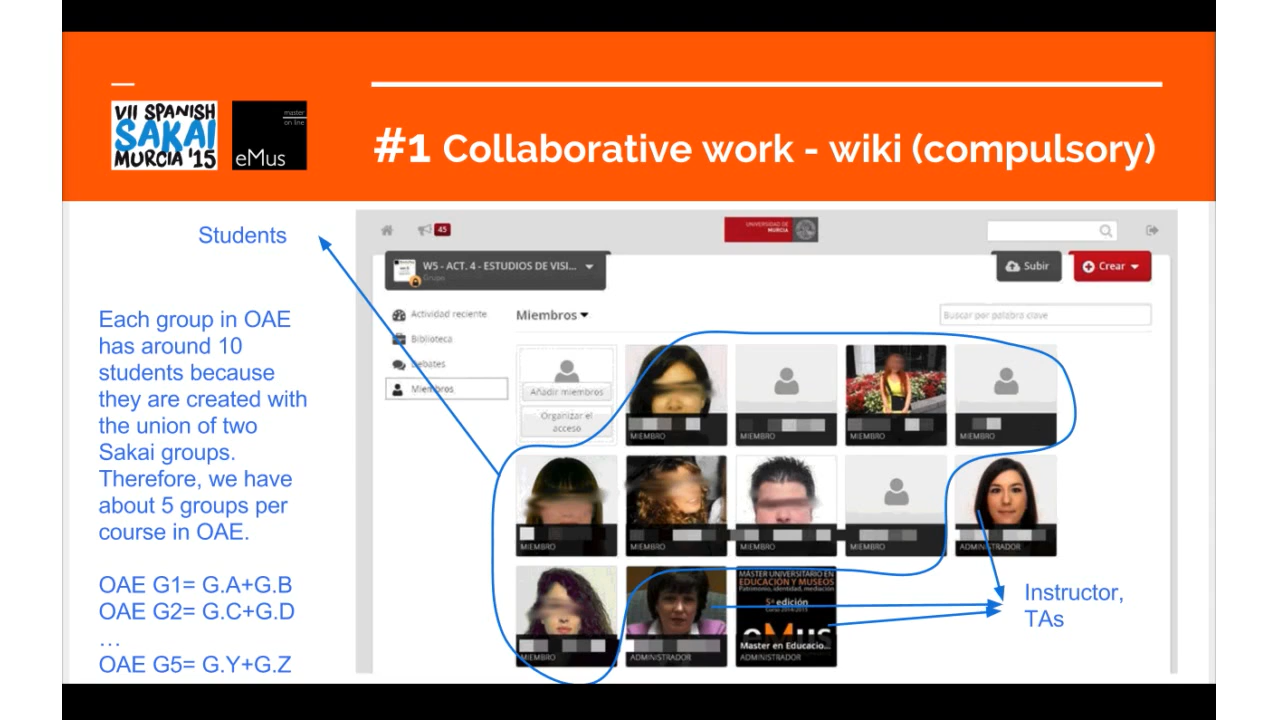 VII SPANISH
SAKAI
MURCIA '15
master
on line
eMus
#1 Collaborative work - wiki (compulsory)
Students
Each group in OAE
has around 10
students because
they are created with
the union of two
Sakai groups.
Therefore, we have
about 5 groups per
course in OAE.
OAE G1= G.A+G.B
OAE G2= G.C+G.D
…
OAE G5= G.Y+G.Z
45
UNIVERSIDAD DE
MURCIA
W5 - ACT. 4 - ESTUDIOS DE VISI...
Grupo
Subir
Crear
Actividad reciente
Biblioteca
Debates
Miembros
Miembros
Buscar por palabra clave
Añadir miembros
Organizar el
acceso
MIEMBRO
MIEMBRO
MIEMBRO
MIEMBRO
MIEMBRO
MIEMBRO
MIEMBRO
MIEMBRO
ADMINISTRADOR
MIEMBRO
ADMINISTRADOR
MÁSTER UNIVERSITARIO EN
EDUCACIÓN Y MUSEOS
Patrimonio, identidad, mediación
5ª edición
Curso 2014/2015
eMus
Master en Educacio...
ADMINISTRADOR
Instructor,
TAs